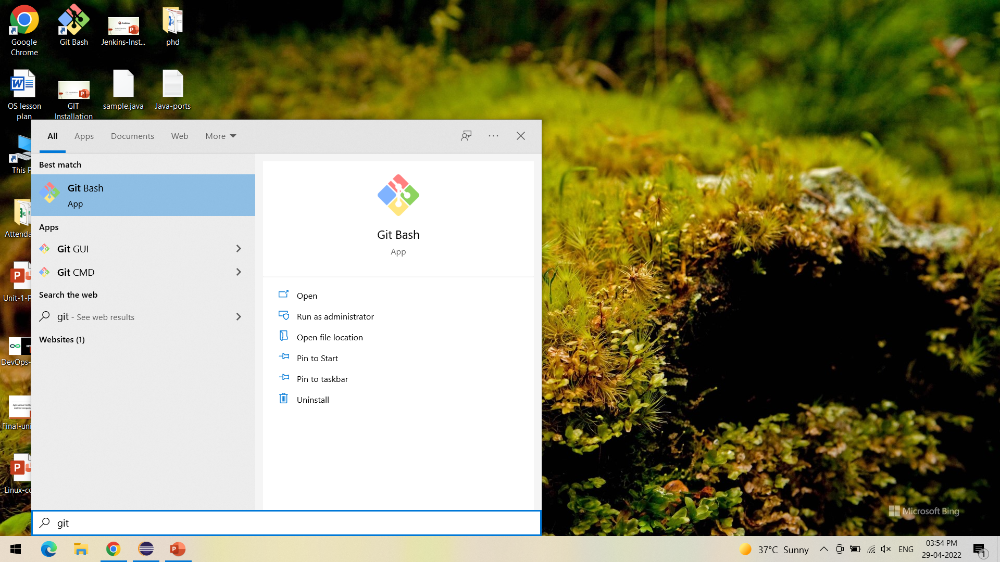 Google
Chrome
Git Bash
Jenkins-Inst...
phd
OS lesson
plan
GIT
Installation
sample.java
Java-ports
This P
Attenda
Unit-1-P
DevOps-
Final-uni
Linux-co
All
Apps
Documents
Web
More
Best match
Git Bash
App
Apps
Git GUI
Git CMD
Search the web
git - See web results
Websites (1)
Git Bash
App
Open
Run as administrator
Open file location
Pin to Start
Pin to taskbar
Uninstall
git
Microsoft Bing
37°C Sunny
ENG
03:54 PM
29-04-2022
1